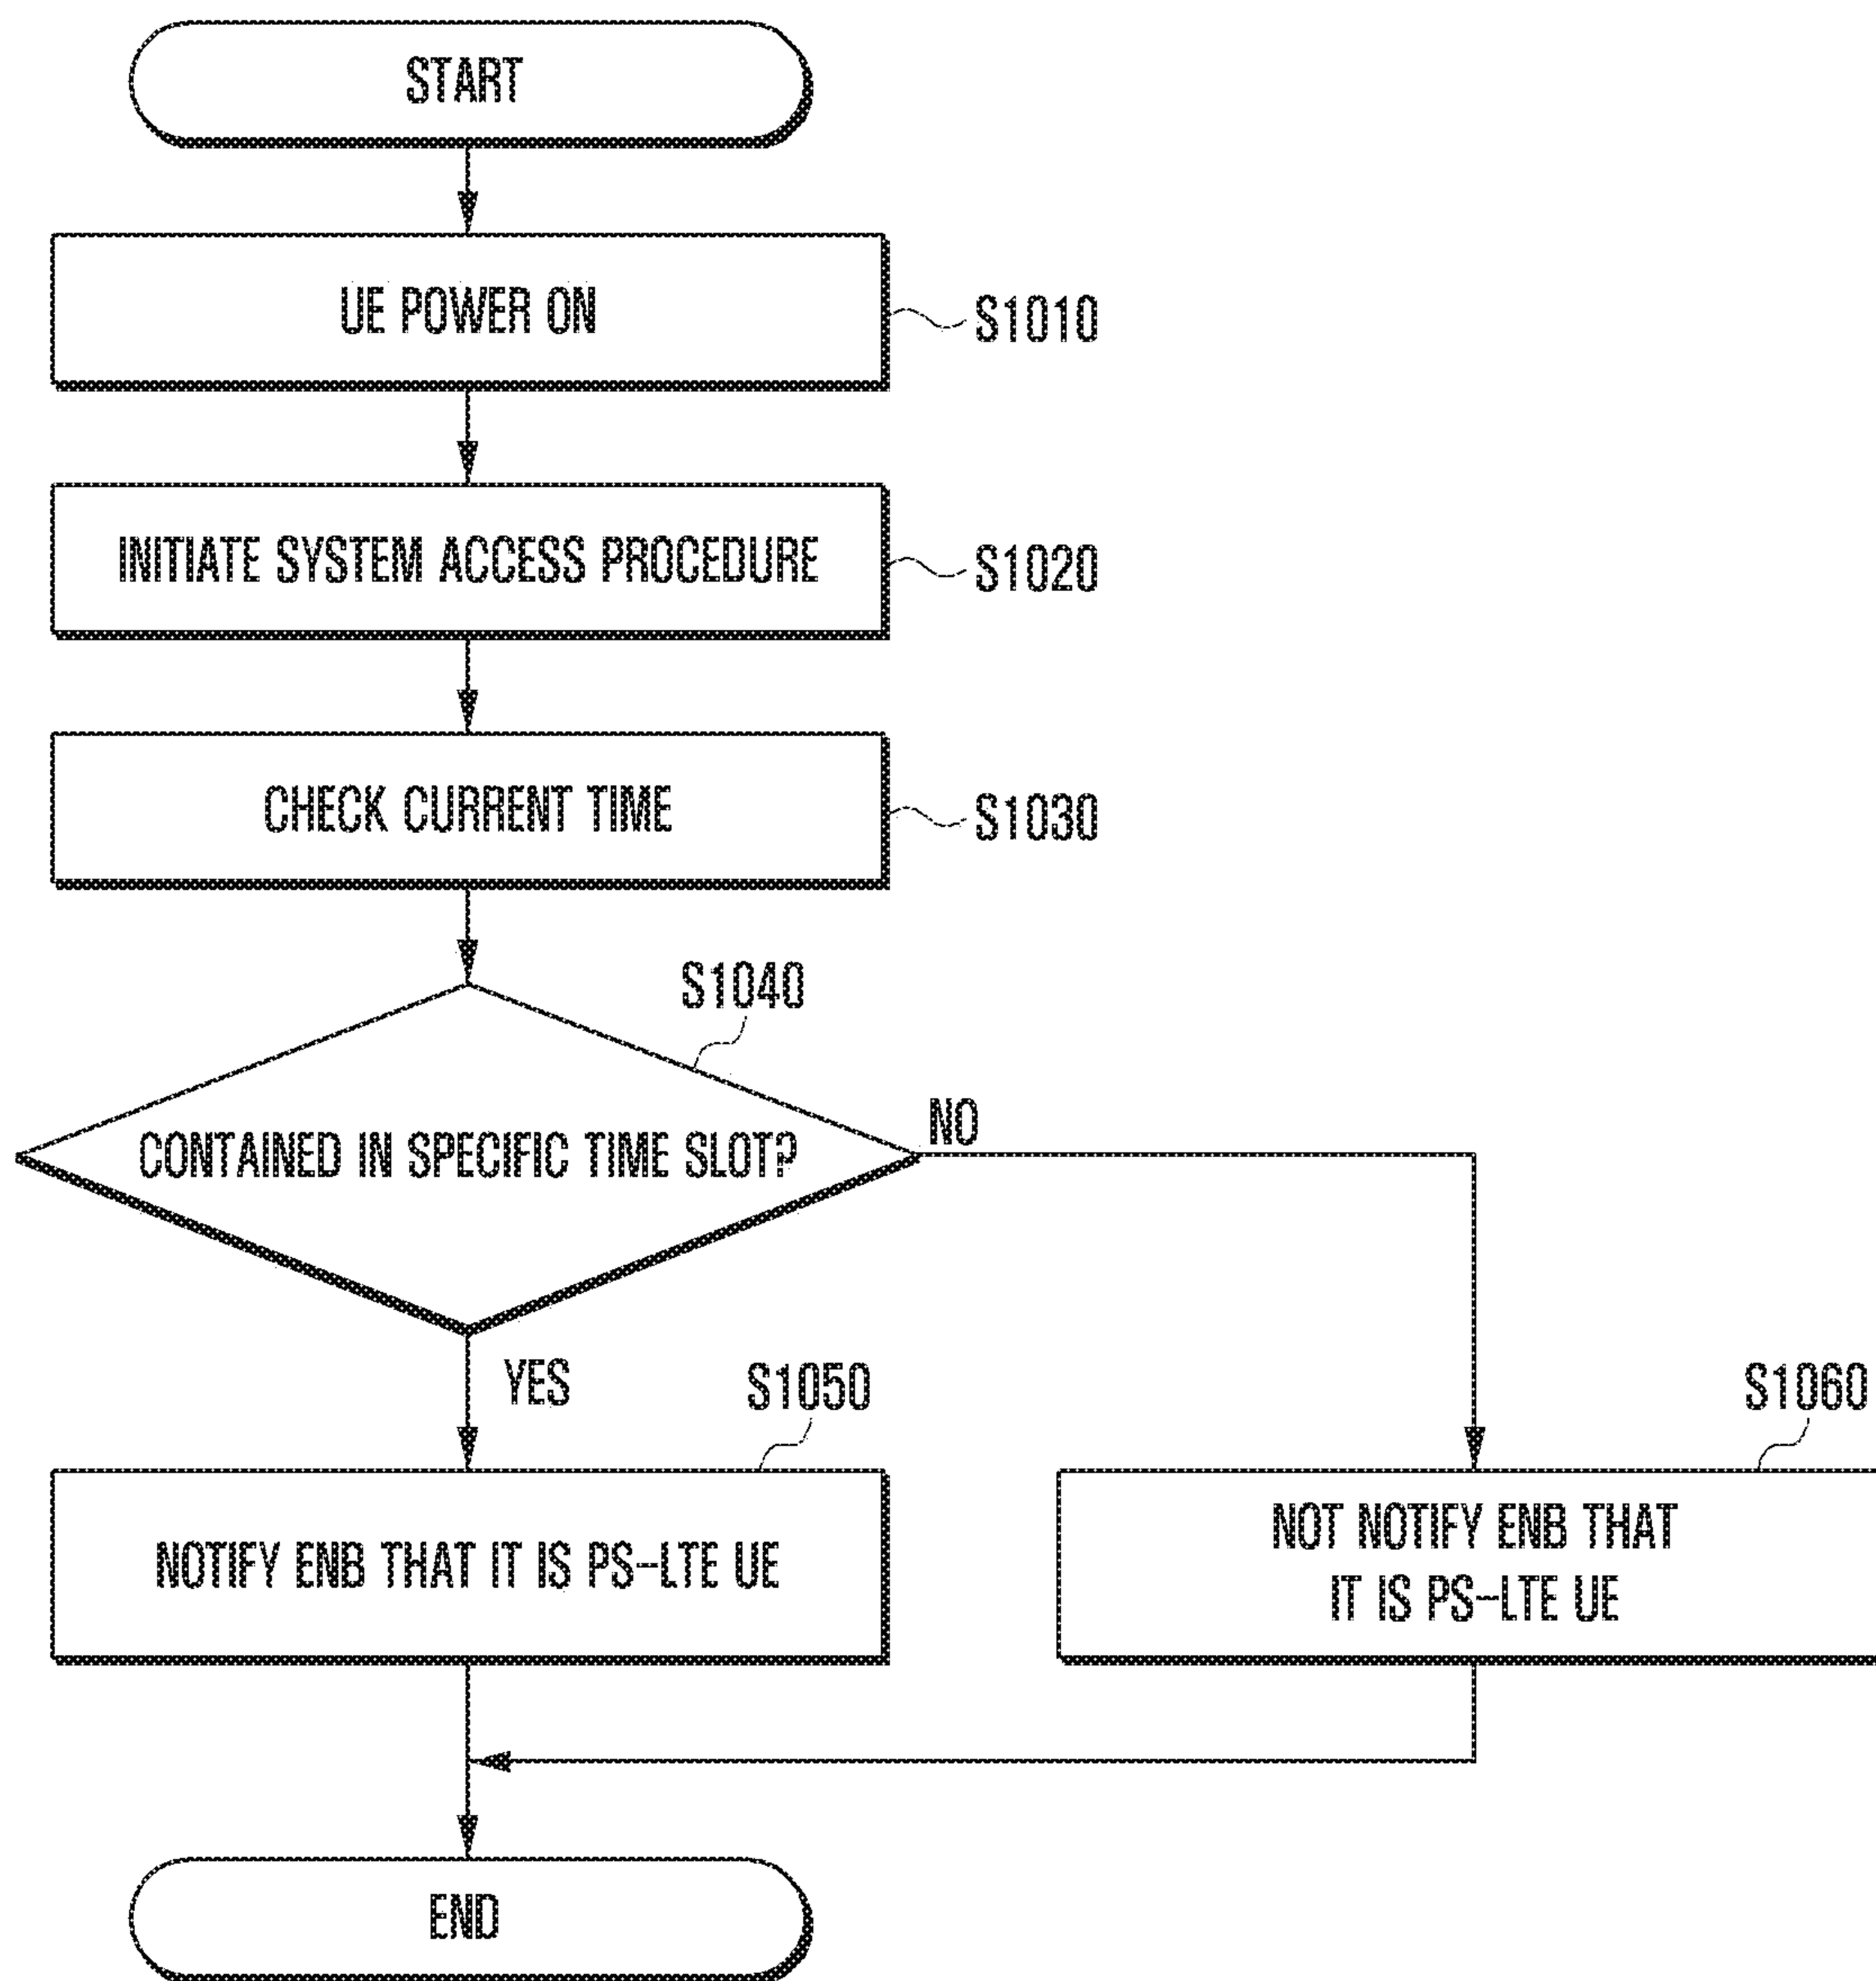 START
UE POWER ON
S1010
INITIATE SYSTEM ACCESS PROCEDURE
S1020
CHECK CURRENT TIME
S1030
S1040
CONTAINED IN SPECIFIC TIME SLOT?
NO
YES
S1050
S1060
NOTIFY ENB THAT IT IS PS-LTE UE
NOT NOTIFY ENB THAT
IT IS PS-LTE UE
END